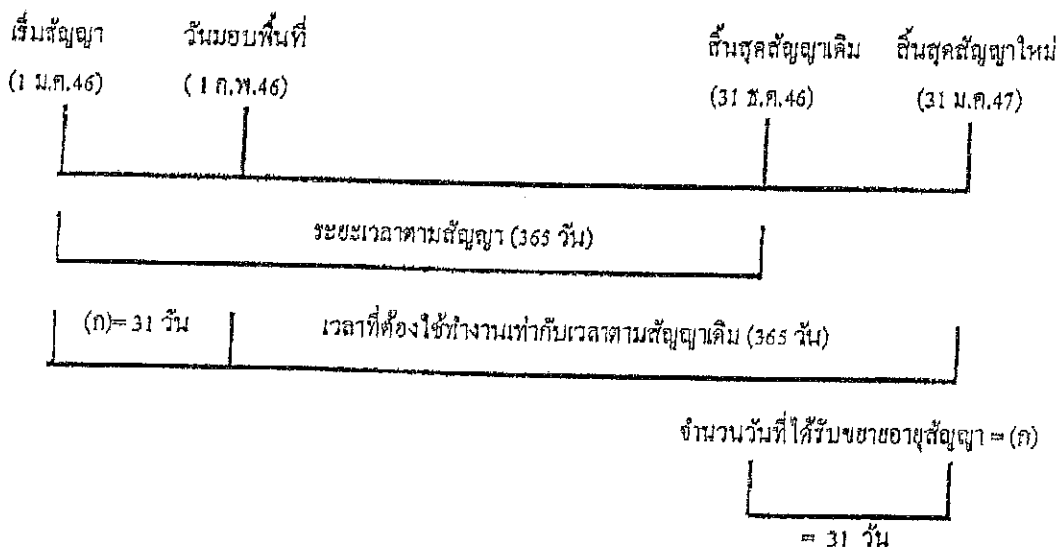 เริ่มสัญญา วันมอบพื้นที่ สิ้นสุดสัญญาเดิม สิ้นสุดสัญญาใหม่
(1 ม.ค.46) (1 ก.พ.46) (31 ธ.ค.46) (31 ม.ค.47)
ระยะเวลาตามสัญญา (365 วัน)
(ก)= 31 วัน เวลาที่ต้องใช้ทำงานเท่ากับเวลาตามสัญญาเดิม (365 วัน)
จำนวนวันที่ได้รับขยายอายุสัญญา = (ก)
= 31 วัน